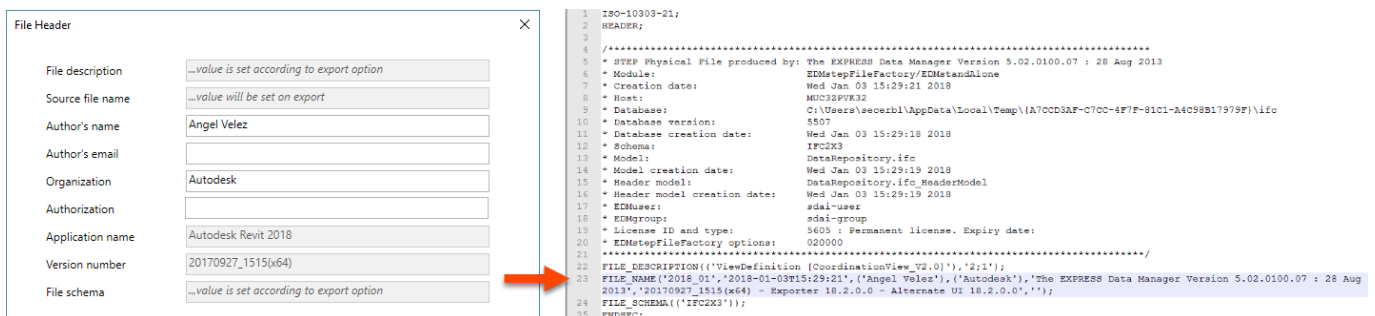 File Header
File description
...value is set according to export option
Source file name
...value will be set on export
Author's name
Angel Velez
Author's email
Organization
Autodesk
Authorization
Application name
Autodesk Revit 2018
Version number
20170927_1515(x64)
File schema
...value is set according to export option
1 ISO-10303-21;
2 HEADER;
3
4 /******************************************************************************************
5 * STEP Physical File produced by: The EXPRESS Data Manager Version 5.02.0100.07 : 28 Aug 2013
6 * Module: EDMstepFileFactory/EDMstandAlone
7 * Creation date: Wed Jan 03 15:29:21 2018
8 * Host: MUC3ZPVK32
9 * Database: C:\Users\secerbl\AppData\Local\Temp\{A7CCD3AF-C7CC-4F7F-81C1-A4C98B17979F}\ifc
10 * Database version: 5507
11 * Database creation date: Wed Jan 03 15:29:18 2018
12 * Schema: IFC2X3
13 * Model: DataRepository.ifc
14 * Model creation date: Wed Jan 03 15:29:19 2018
15 * Header model: DataRepository.ifc_HeaderModel
16 * Header model creation date: Wed Jan 03 15:29:19 2018
17 * EDMuser: sdai-user
18 * EDMgroup: sdai-group
19 * License ID and type: 5605 : Permanent license. Expiry date:
20 * EDMstepFileFactory options: 020000
21 ******************************************************************************************/
22 FILE_DESCRIPTION(('ViewDefinition [CoordinationView_V2.0]'),'2;1');
23 FILE_NAME('2018_01','2018-01-03T15:29:21',('Angel Velez'),('Autodesk'),'The EXPRESS Data Manager Version 5.02.0100.07 : 28 Aug
2013','20170927_1515(x64) - Exporter 18.2.0.0 - Alternate UI 18.2.0.0','');
24 FILE_SCHEMA(('IFC2X3'));
25 ENDSEC;